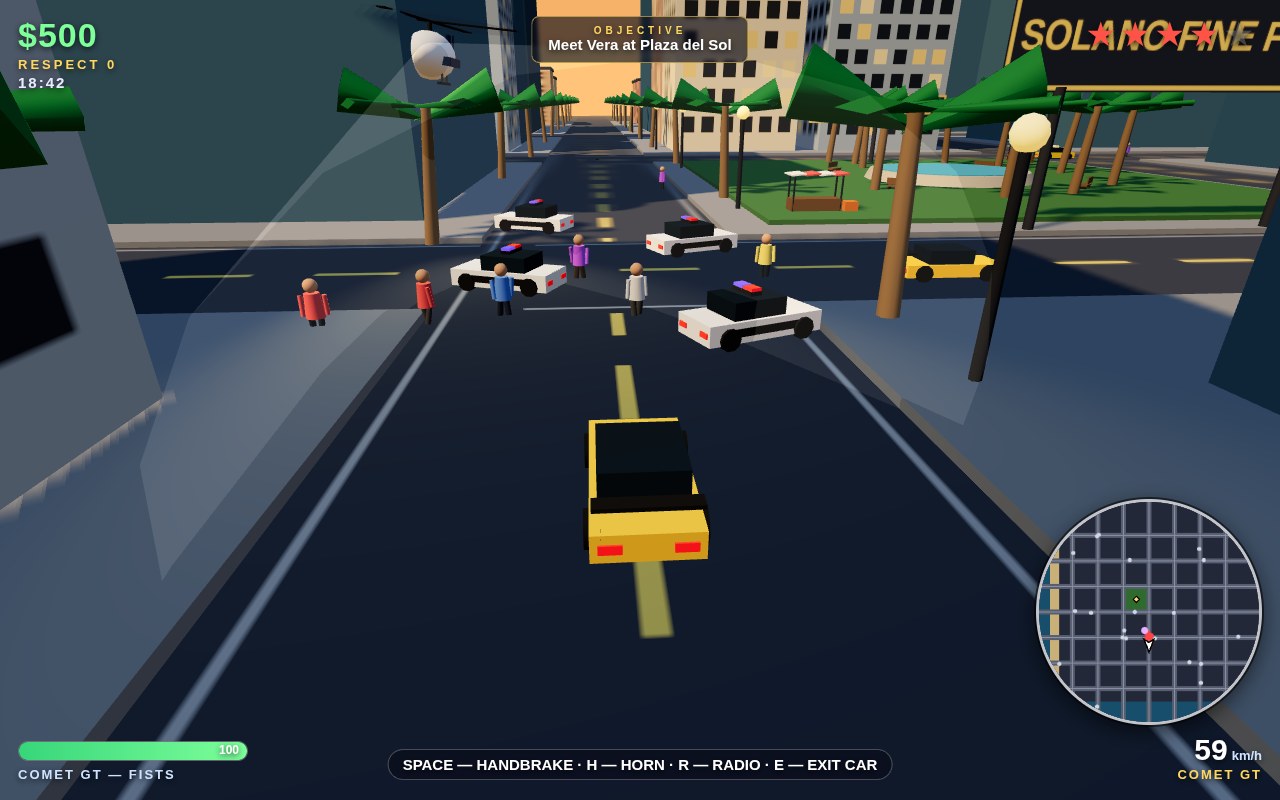 $500
RESPECT 0
18:42
OBJECTIVE
Meet Vera at Plaza del Sol
SOLANO FINE
100
COMET GT — FISTS
SPACE — HANDBRAKE · H — HORN · R — RADIO · E — EXIT CAR
59 km/h
COMET GT